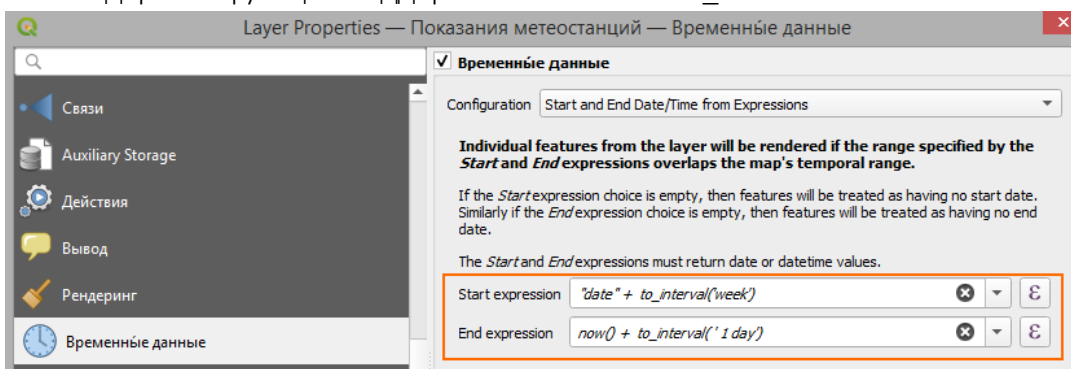 Layer Properties — Показания метеостанций — Временны́е данные
Временны́е данные
Связи
Configuration Start and End Date/Time from Expressions
Auxiliary Storage
Individual features from the layer will be rendered if the range specified by the
Start and End expressions overlaps the map's temporal range.
Действия
If the Start expression choice is empty, then features will be treated as having no start date.
Similarly if the End expression choice is empty, then features will be treated as having no end
date.
Вывод
The Start and End expressions must return date or datetime values.
Рендеринг
Start expression "date" + to_interval('week') ε
Временны́е данные
End expression now() + to_interval(' 1 day') ε